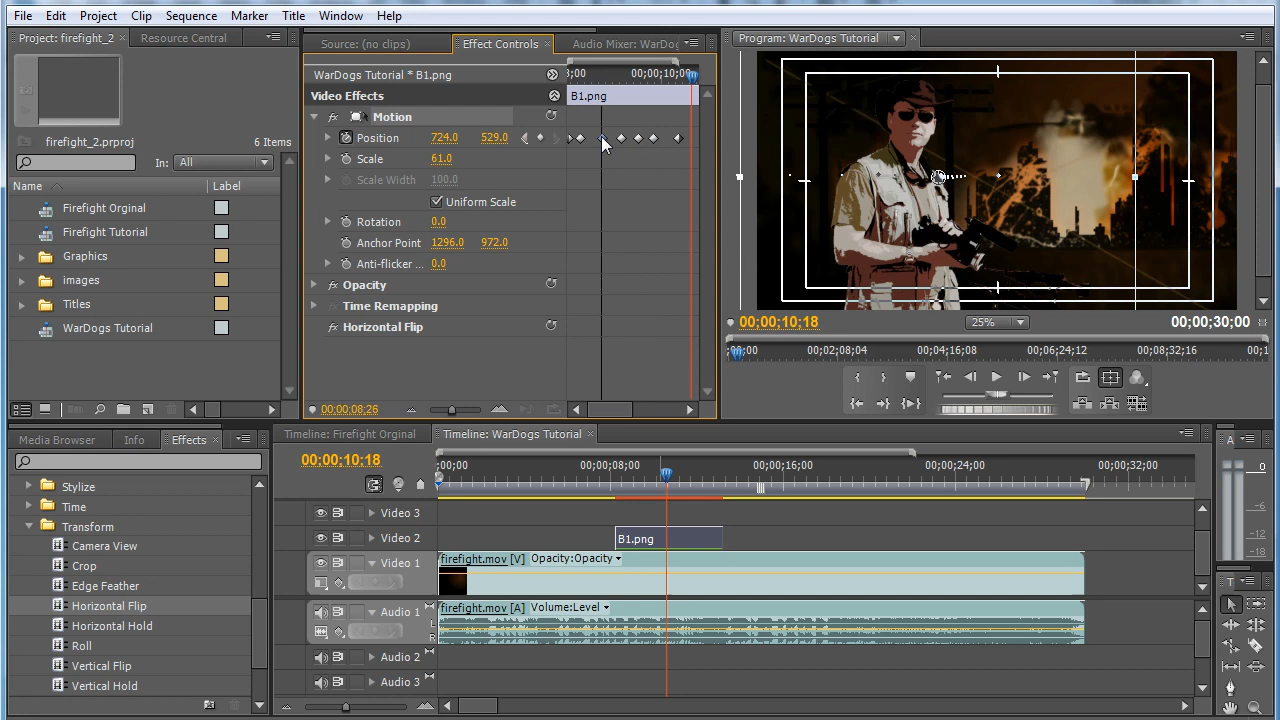 File Edit Project Clip Sequence Marker Title Window Help
Project: firefight_2
Resource Central
firefight_2.prproj
6 Items
In: All
Name Label
Firefight Orginal
Firefight Tutorial
Graphics
images
Titles
WarDogs Tutorial
Source: (no clips)
Effect Controls
Audio Mixer: WarDog
WarDogs Tutorial * B1.png
;00 00;00;10;00
Video Effects
B1.png
Motion
Position 724.0 529.0
Scale 61.0
Scale Width 100.0
Uniform Scale
Rotation 0.0
Anchor Point 1296.0 972.0
Anti-flicker ... 0.0
Opacity
Time Remapping
Horizontal Flip
00;00;08;26
Program: WarDogs Tutorial
00;00;10;18
25%
00;00;30;00
;00;00 00;02;08;04 00;04;16;08 00;06;24;12 00;08;32;16 00;1
Media Browser
Info
Effects
Stylize
Time
Transform
Camera View
Crop
Edge Feather
Horizontal Flip
Horizontal Hold
Roll
Vertical Flip
Vertical Hold
Timeline: Firefight Orginal
Timeline: WarDogs Tutorial
00;00;10;18
;00;00 00;00;08;00 00;00;16;00 00;00;24;00 00;00;32;00
Video 3
Video 2
B1.png
Video 1
firefight.mov [V] Opacity:Opacity
Audio 1
L
R
firefight.mov [A] Volume:Level
Audio 2
Audio 3
A
0
-6
-12
-18
T